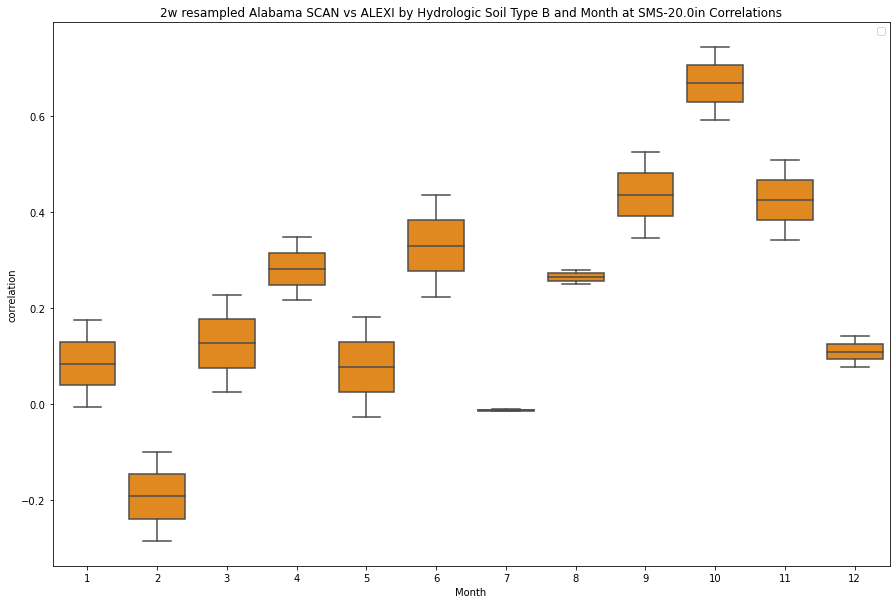 2w resampled Alabama SCAN vs ALEXI by Hydrologic Soil Type B and Month at SMS-20.0in Correlations
0.6
0.4
0.2
0.0
−0.2
correlation
1 2 3 4 5 6 7 8 9 10 11 12
Month